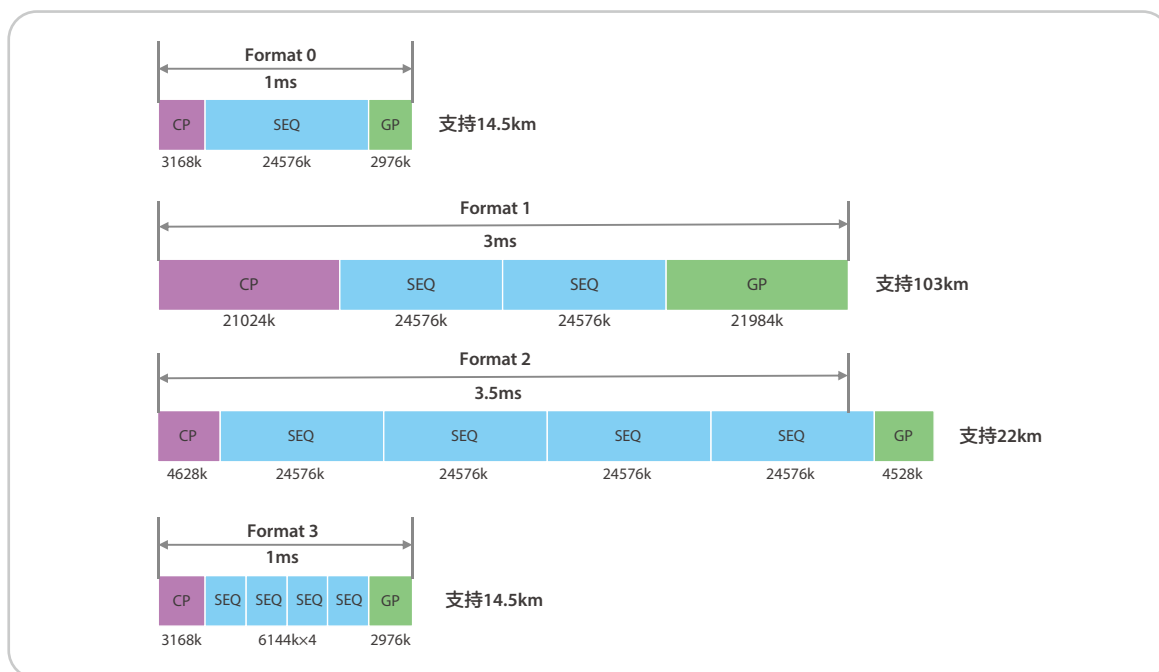 Format 0
1ms
CP SEQ GP 支持14.5km
3168k 24576k 2976k
Format 1
3ms
CP SEQ SEQ GP 支持103km
21024k 24576k 24576k 21984k
Format 2
3.5ms
CP SEQ SEQ SEQ SEQ GP 支持22km
4628k 24576k 24576k 24576k 24576k 4528k
Format 3
1ms
CP SEQ SEQ SEQ SEQ GP 支持14.5km
3168k 6144k×4 2976k